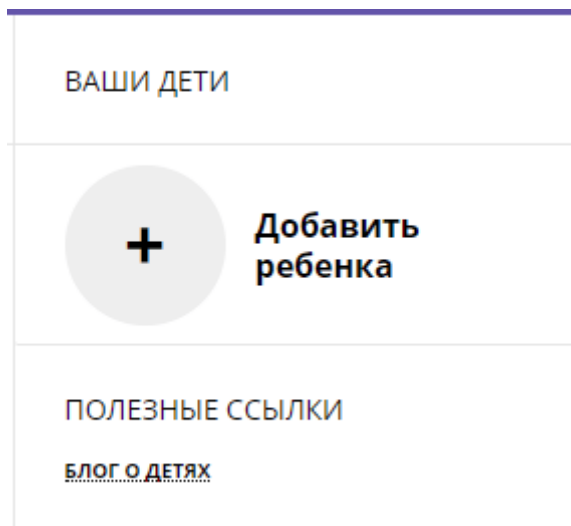 ВАШИ ДЕТИ
+
Добавить
ребенка
ПОЛЕЗНЫЕ ССЫЛКИ
БЛОГ О ДЕТЯХ